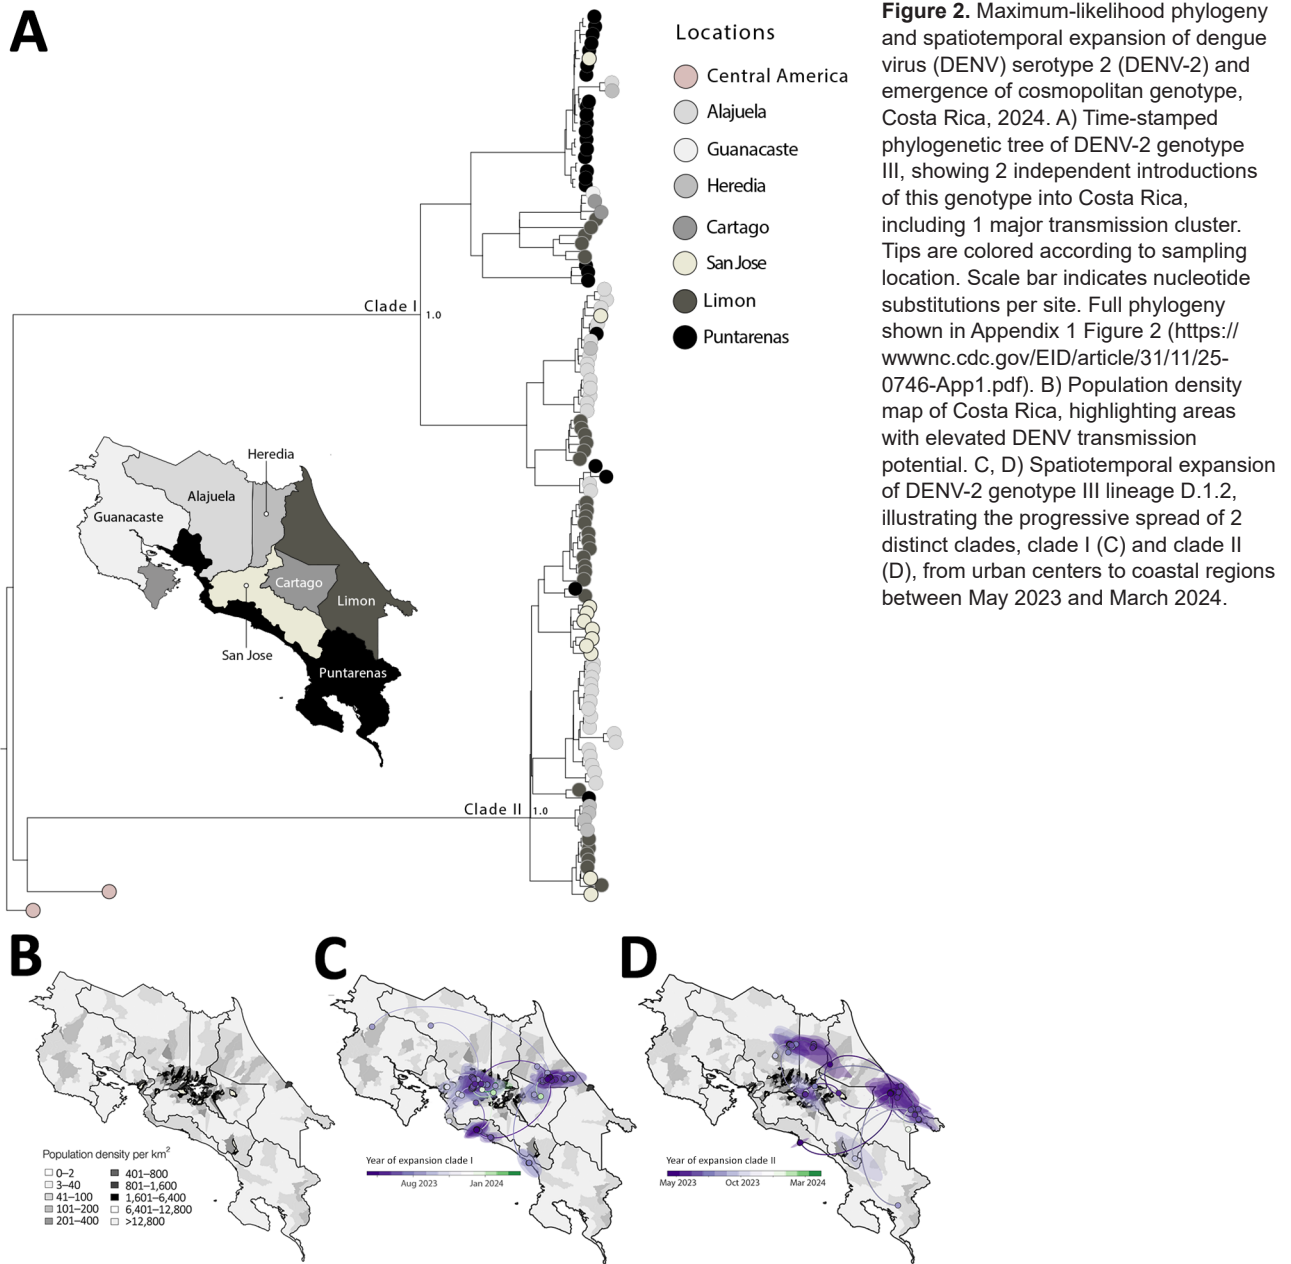 A
Locations
Central America
Alajuela
Guanacaste
Heredia
Cartago
San Jose
Limon
Puntarenas
Clade I
1.0
Heredia
Alajuela
Guanacaste
Cartago
Limon
San Jose
Puntarenas
Clade II
1.0
Figure 2. Maximum-likelihood phylogeny
and spatiotemporal expansion of dengue
virus (DENV) serotype 2 (DENV-2) and
emergence of cosmopolitan genotype,
Costa Rica, 2024. A) Time-stamped
phylogenetic tree of DENV-2 genotype
III, showing 2 independent introductions
of this genotype into Costa Rica,
including 1 major transmission cluster.
Tips are colored according to sampling
location. Scale bar indicates nucleotide
substitutions per site. Full phylogeny
shown in Appendix 1 Figure 2 (https://
wwwnc.cdc.gov/EID/article/31/11/25-
0746-App1.pdf). B) Population density
map of Costa Rica, highlighting areas
with elevated DENV transmission
potential. C, D) Spatiotemporal expansion
of DENV-2 genotype III lineage D.1.2,
illustrating the progressive spread of 2
distinct clades, clade I (C) and clade II
(D), from urban centers to coastal regions
between May 2023 and March 2024.
B
Population density per km²
0–2
3–40
41–100
101–200
201–400
401–800
801–1,600
1,601–6,400
6,401–12,800
>12,800
C
Year of expansion clade I
Aug 2023 Jan 2024
D
Year of expansion clade II
May 2023 Oct 2023 Mar 2024